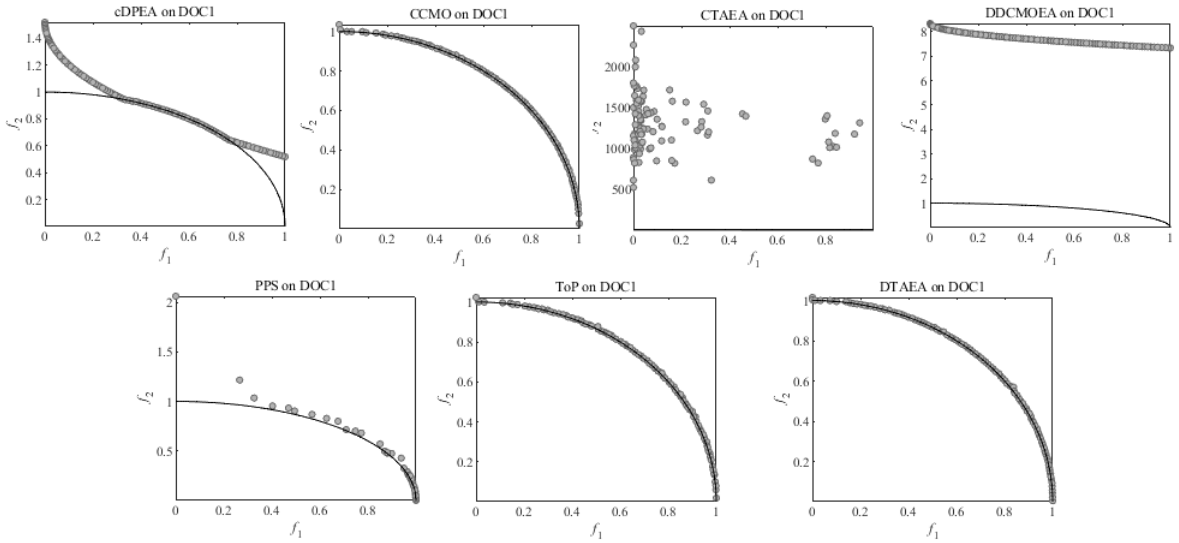 cDPEA on DOC1
1.4
1.2
1
0.8
0.6
0.4
0.2
f2
0 0.2 0.4 0.6 0.8 1
f1
CCMO on DOC1
1
0.8
0.6
0.4
0.2
f2
0 0.2 0.4 0.6 0.8 1
f1
CTAEA on DOC1
2000
1500
1000
500
0 0.2 0.4 0.6 0.8
f1
DDCMOEA on DOC1
8
7
6
5
4
3
2
1
f2
0 0.2 0.4 0.6 0.8 1
f1
PPS on DOC1
2
1.5
1
0.5
f2
0 0.2 0.4 0.6 0.8 1
f1
ToP on DOC1
1
0.8
0.6
0.4
0.2
f2
0 0.2 0.4 0.6 0.8 1
f1
DTAEA on DOC1
1
0.8
0.6
0.4
0.2
f2
0 0.2 0.4 0.6 0.8 1
f1